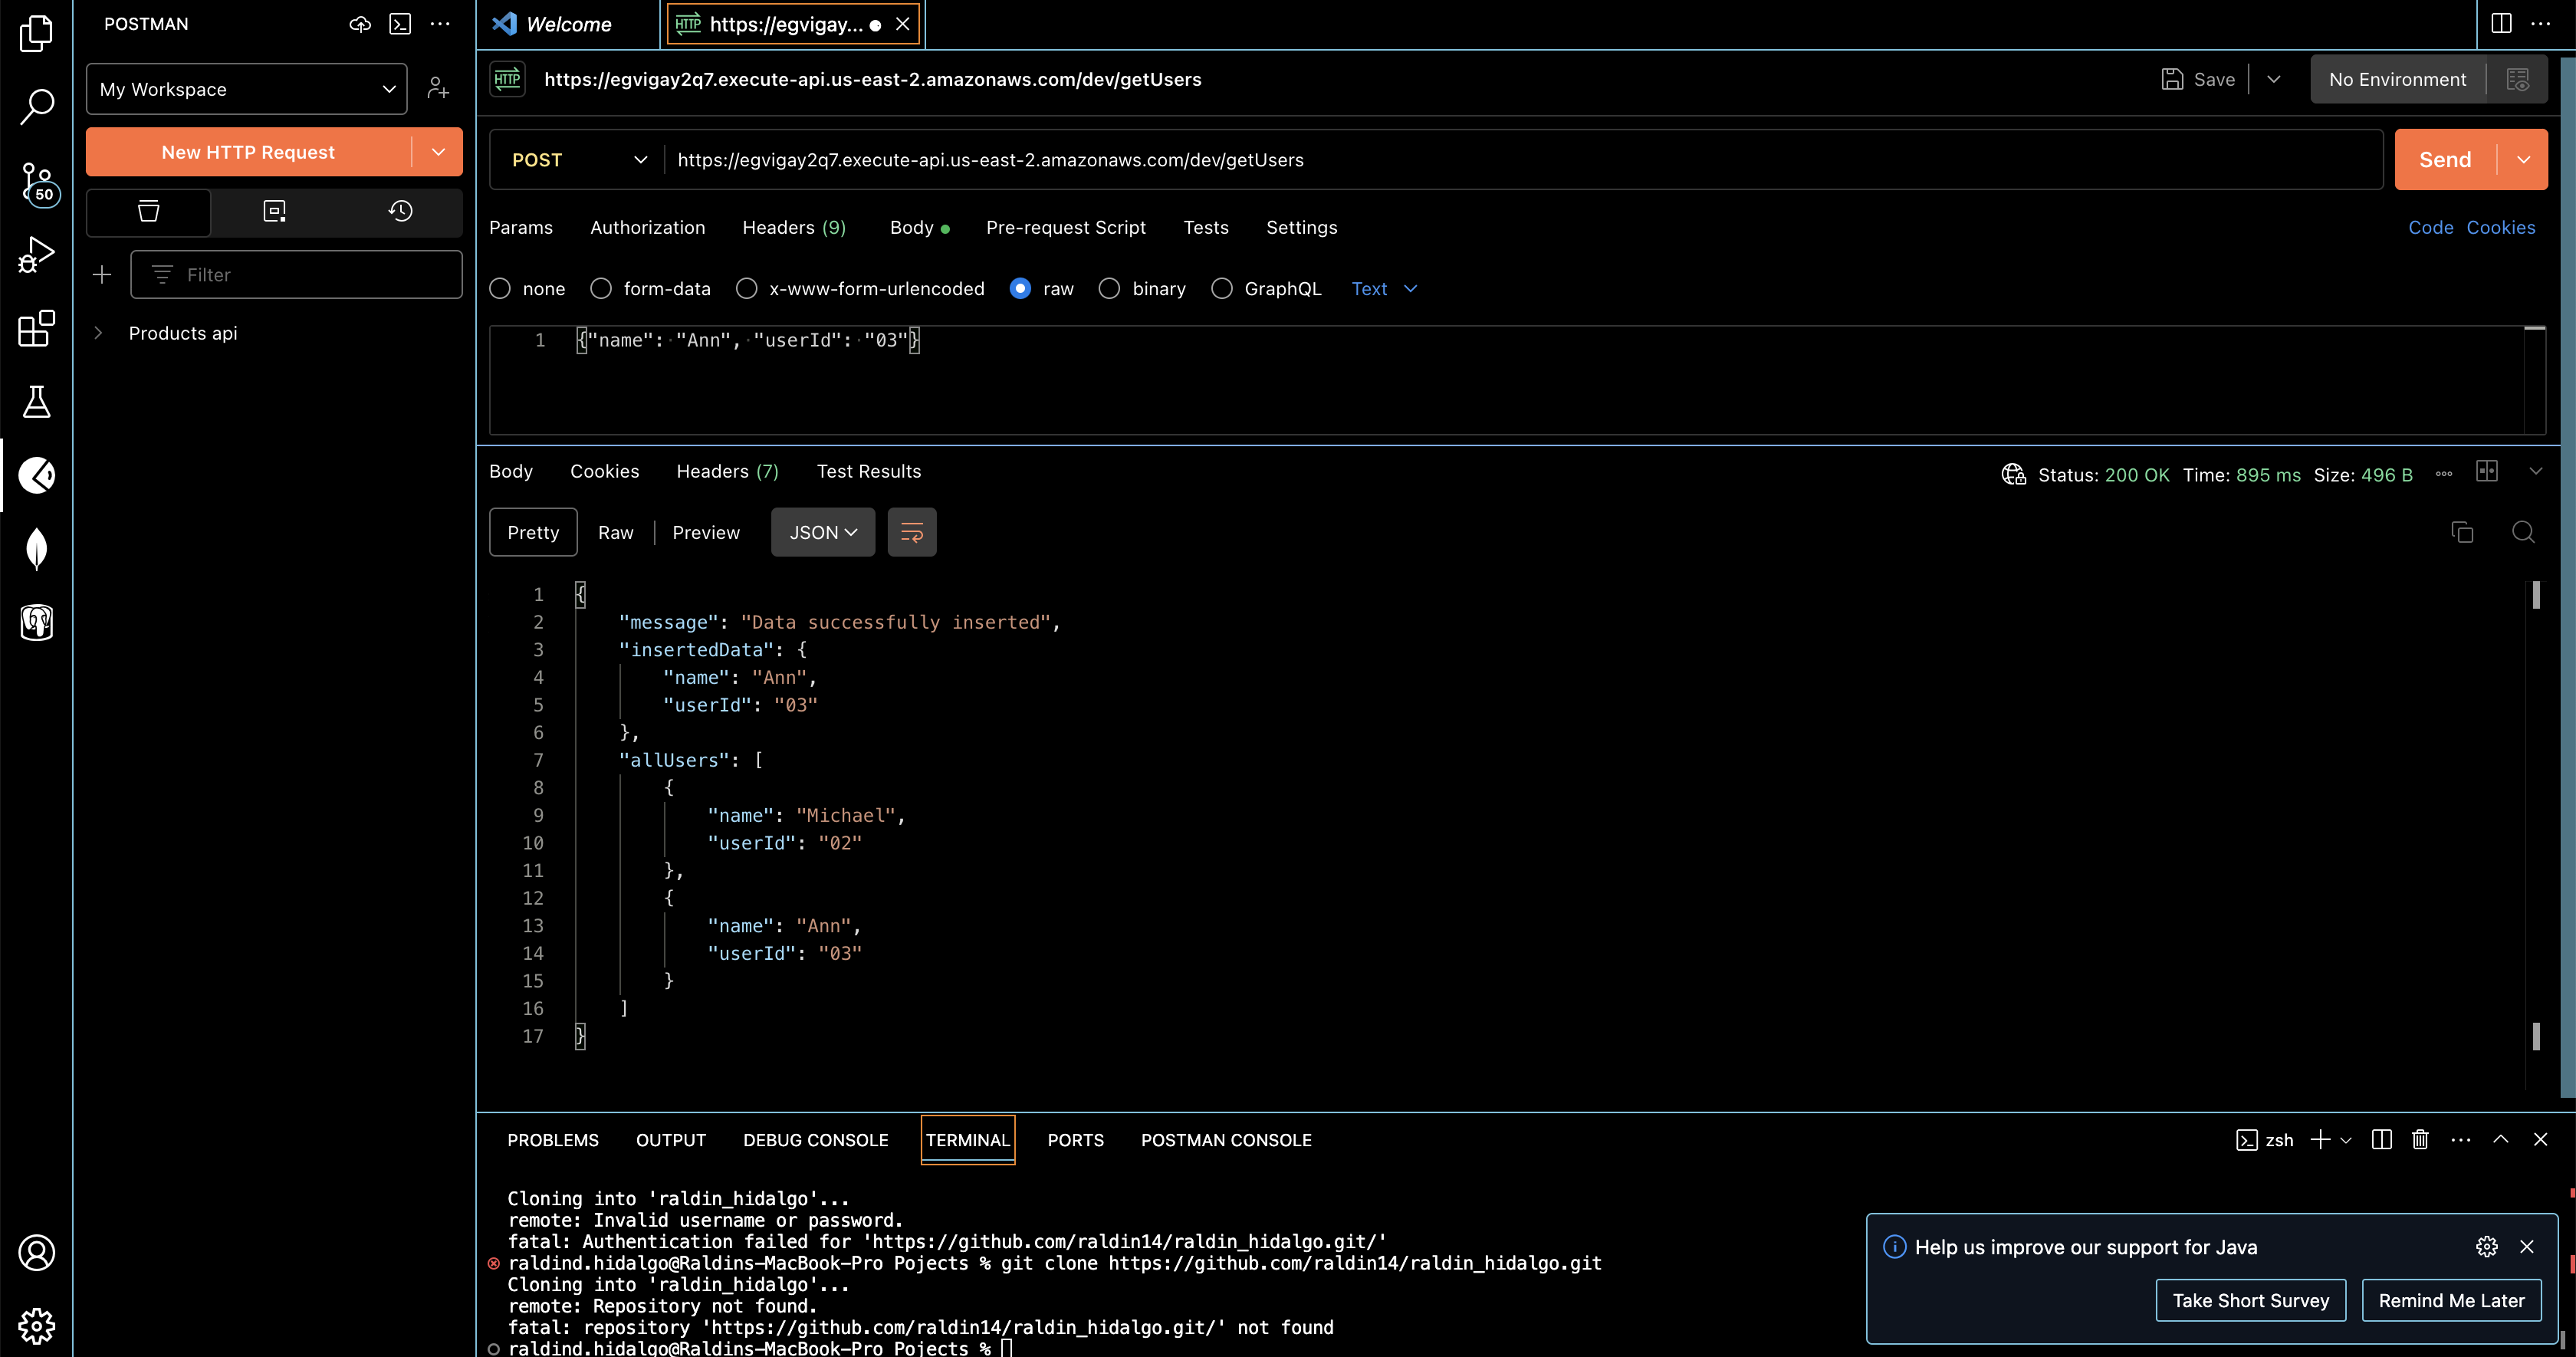 POSTMAN
My Workspace
New HTTP Request
Filter
Products api
50
Welcome
HTTP https://egvigay...
HTTP https://egvigay2q7.execute-api.us-east-2.amazonaws.com/dev/getUsers
Save
No Environment
POST https://egvigay2q7.execute-api.us-east-2.amazonaws.com/dev/getUsers
Send
Params Authorization Headers (9) Body Pre-request Script Tests Settings Code Cookies
none form-data x-www-form-urlencoded raw binary GraphQL Text
1 {"name": "Ann", "userId": "03"}
Body Cookies Headers (7) Test Results Status: 200 OK Time: 895 ms Size: 496 B
Pretty Raw Preview JSON
1 {
2 "message": "Data successfully inserted",
3 "insertedData": {
4 "name": "Ann",
5 "userId": "03"
6 },
7 "allUsers": [
8 {
9 "name": "Michael",
10 "userId": "02"
11 },
12 {
13 "name": "Ann",
14 "userId": "03"
15 }
16 ]
17 }
PROBLEMS OUTPUT DEBUG CONSOLE TERMINAL PORTS POSTMAN CONSOLE zsh
Cloning into 'raldin_hidalgo'...
remote: Invalid username or password.
fatal: Authentication failed for 'https://github.com/raldin14/raldin_hidalgo.git/'
raldind.hidalgo@Raldins-MacBook-Pro Pojects % git clone https://github.com/raldin14/raldin_hidalgo.git
Cloning into 'raldin_hidalgo'...
remote: Repository not found.
fatal: repository 'https://github.com/raldin14/raldin_hidalgo.git/' not found
raldind.hidalgo@Raldins-MacBook-Pro Pojects %
Help us improve our support for Java
Take Short Survey
Remind Me Later